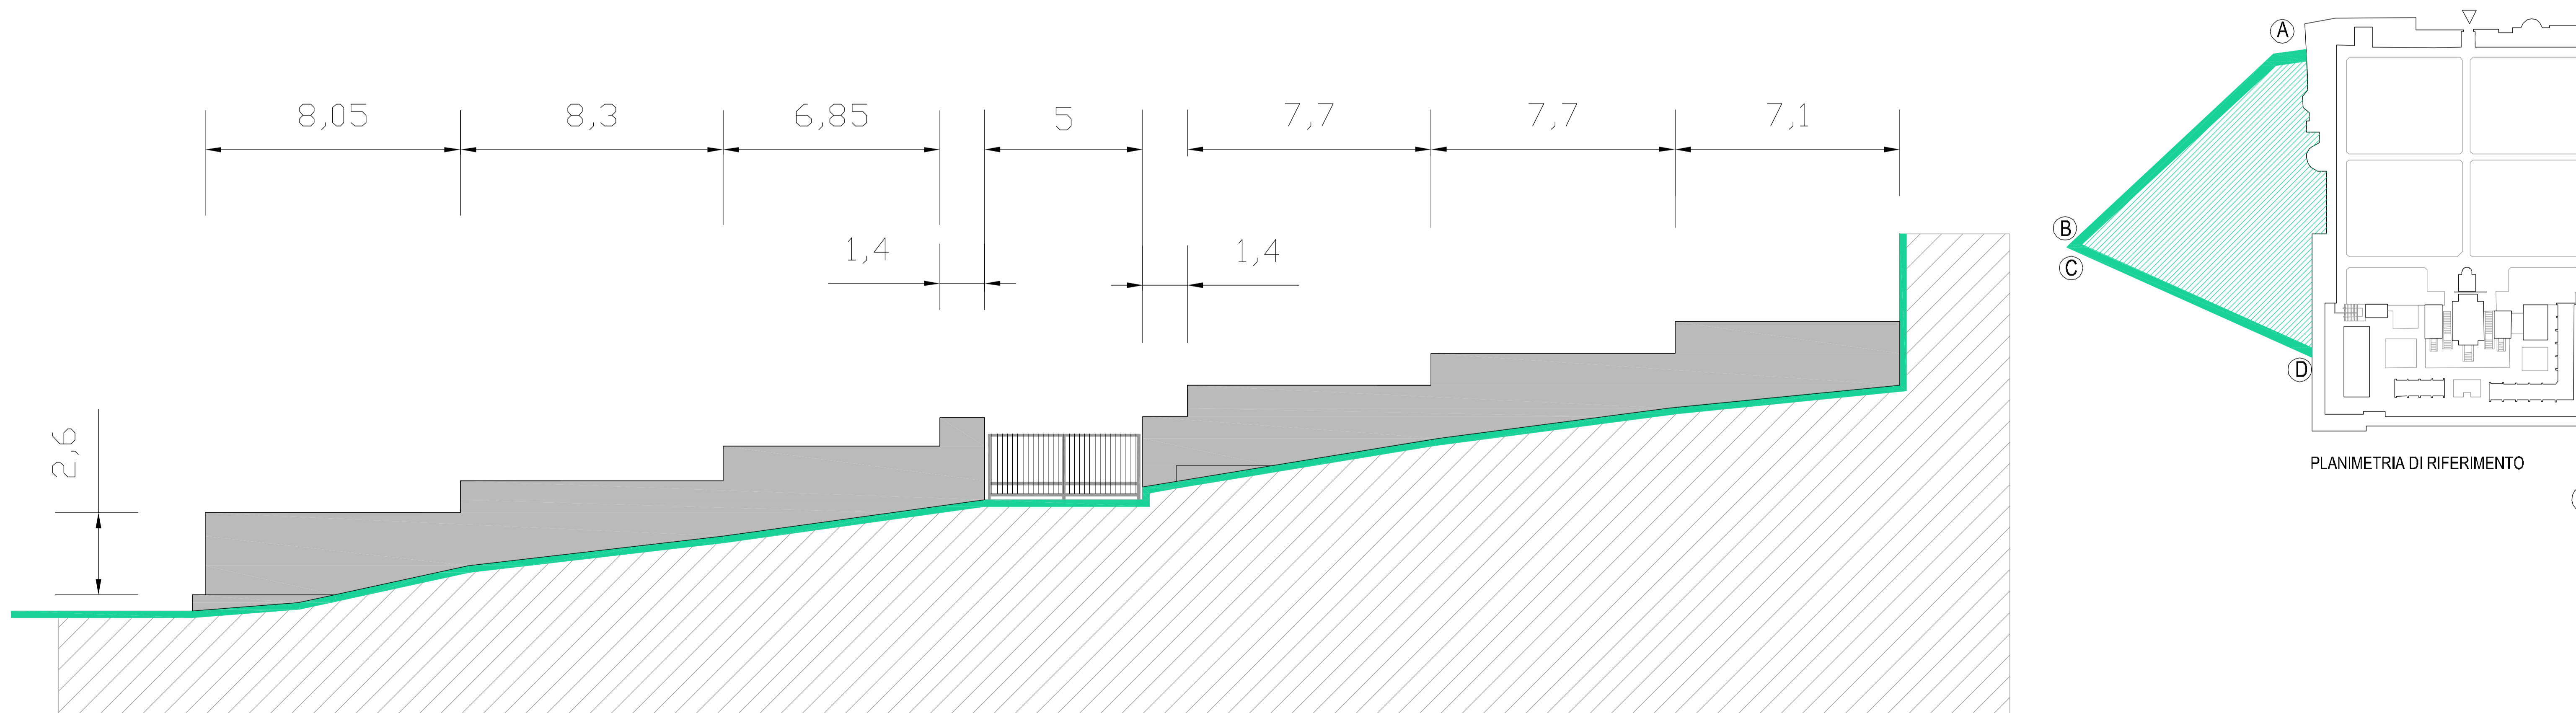 8,05
8,3
6,85
5
7,7
7,7
7,1
1,4
1,4
2,6
A
B
C
D
PLANIMETRIA DI RIFERIMENTO